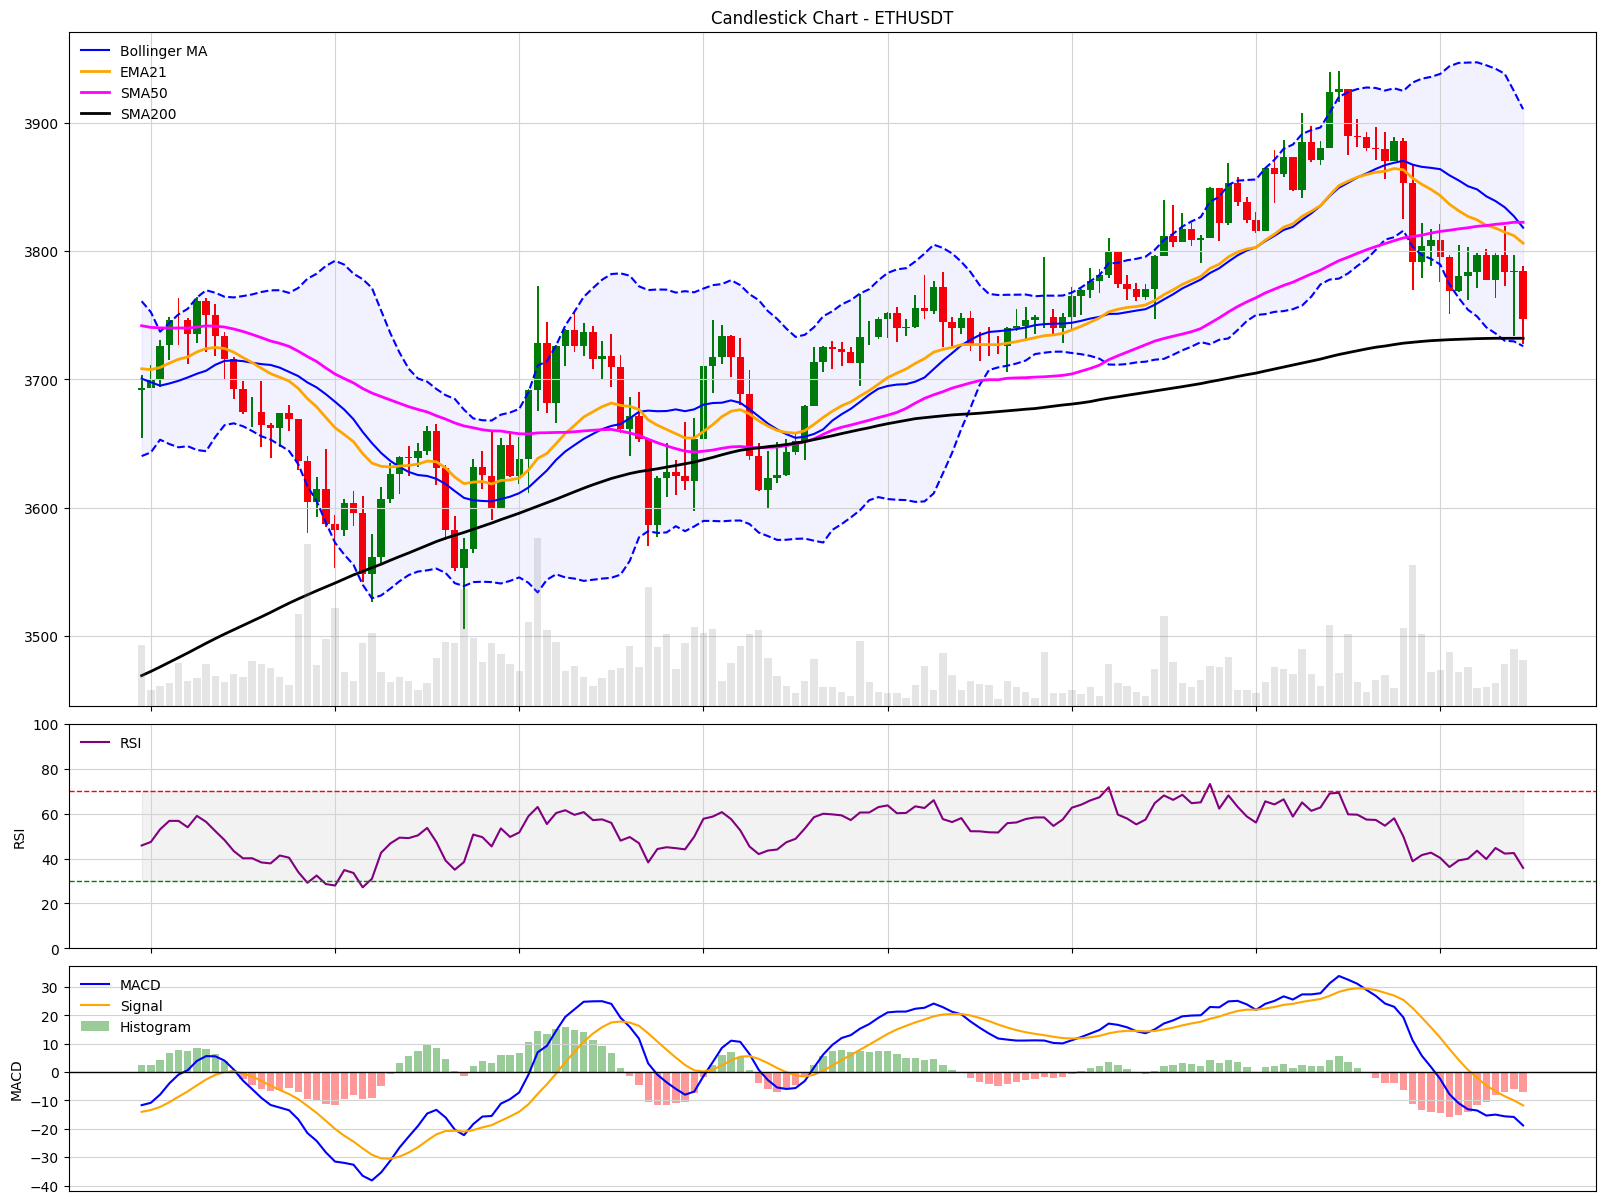 Candlestick Chart - ETHUSDT
Bollinger MA
EMA21
SMA50
SMA200
3900
3800
3700
3600
3500
RSI
100
80
60
40
20
0
RSI
MACD
Signal
Histogram
30
20
10
0
−10
−20
−30
−40
MACD